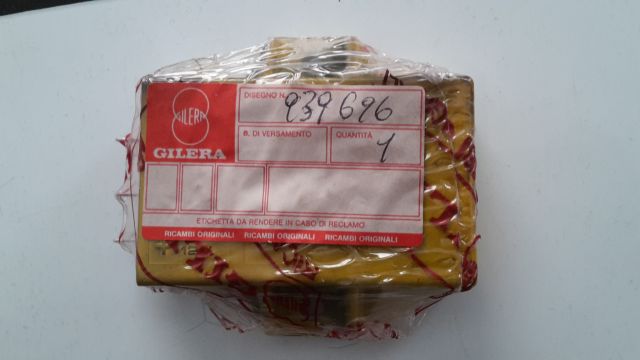 GILERA
GILERA
DISEGNO N. 939696
B. DI VERSAMENTO
QUANTITÀ 1
ETICHETTA DA RENDERE IN CASO DI RECLAMO
RICAMBI ORIGINALI RICAMBI ORIGINALI RICAMBI ORIGINALI
+ 12